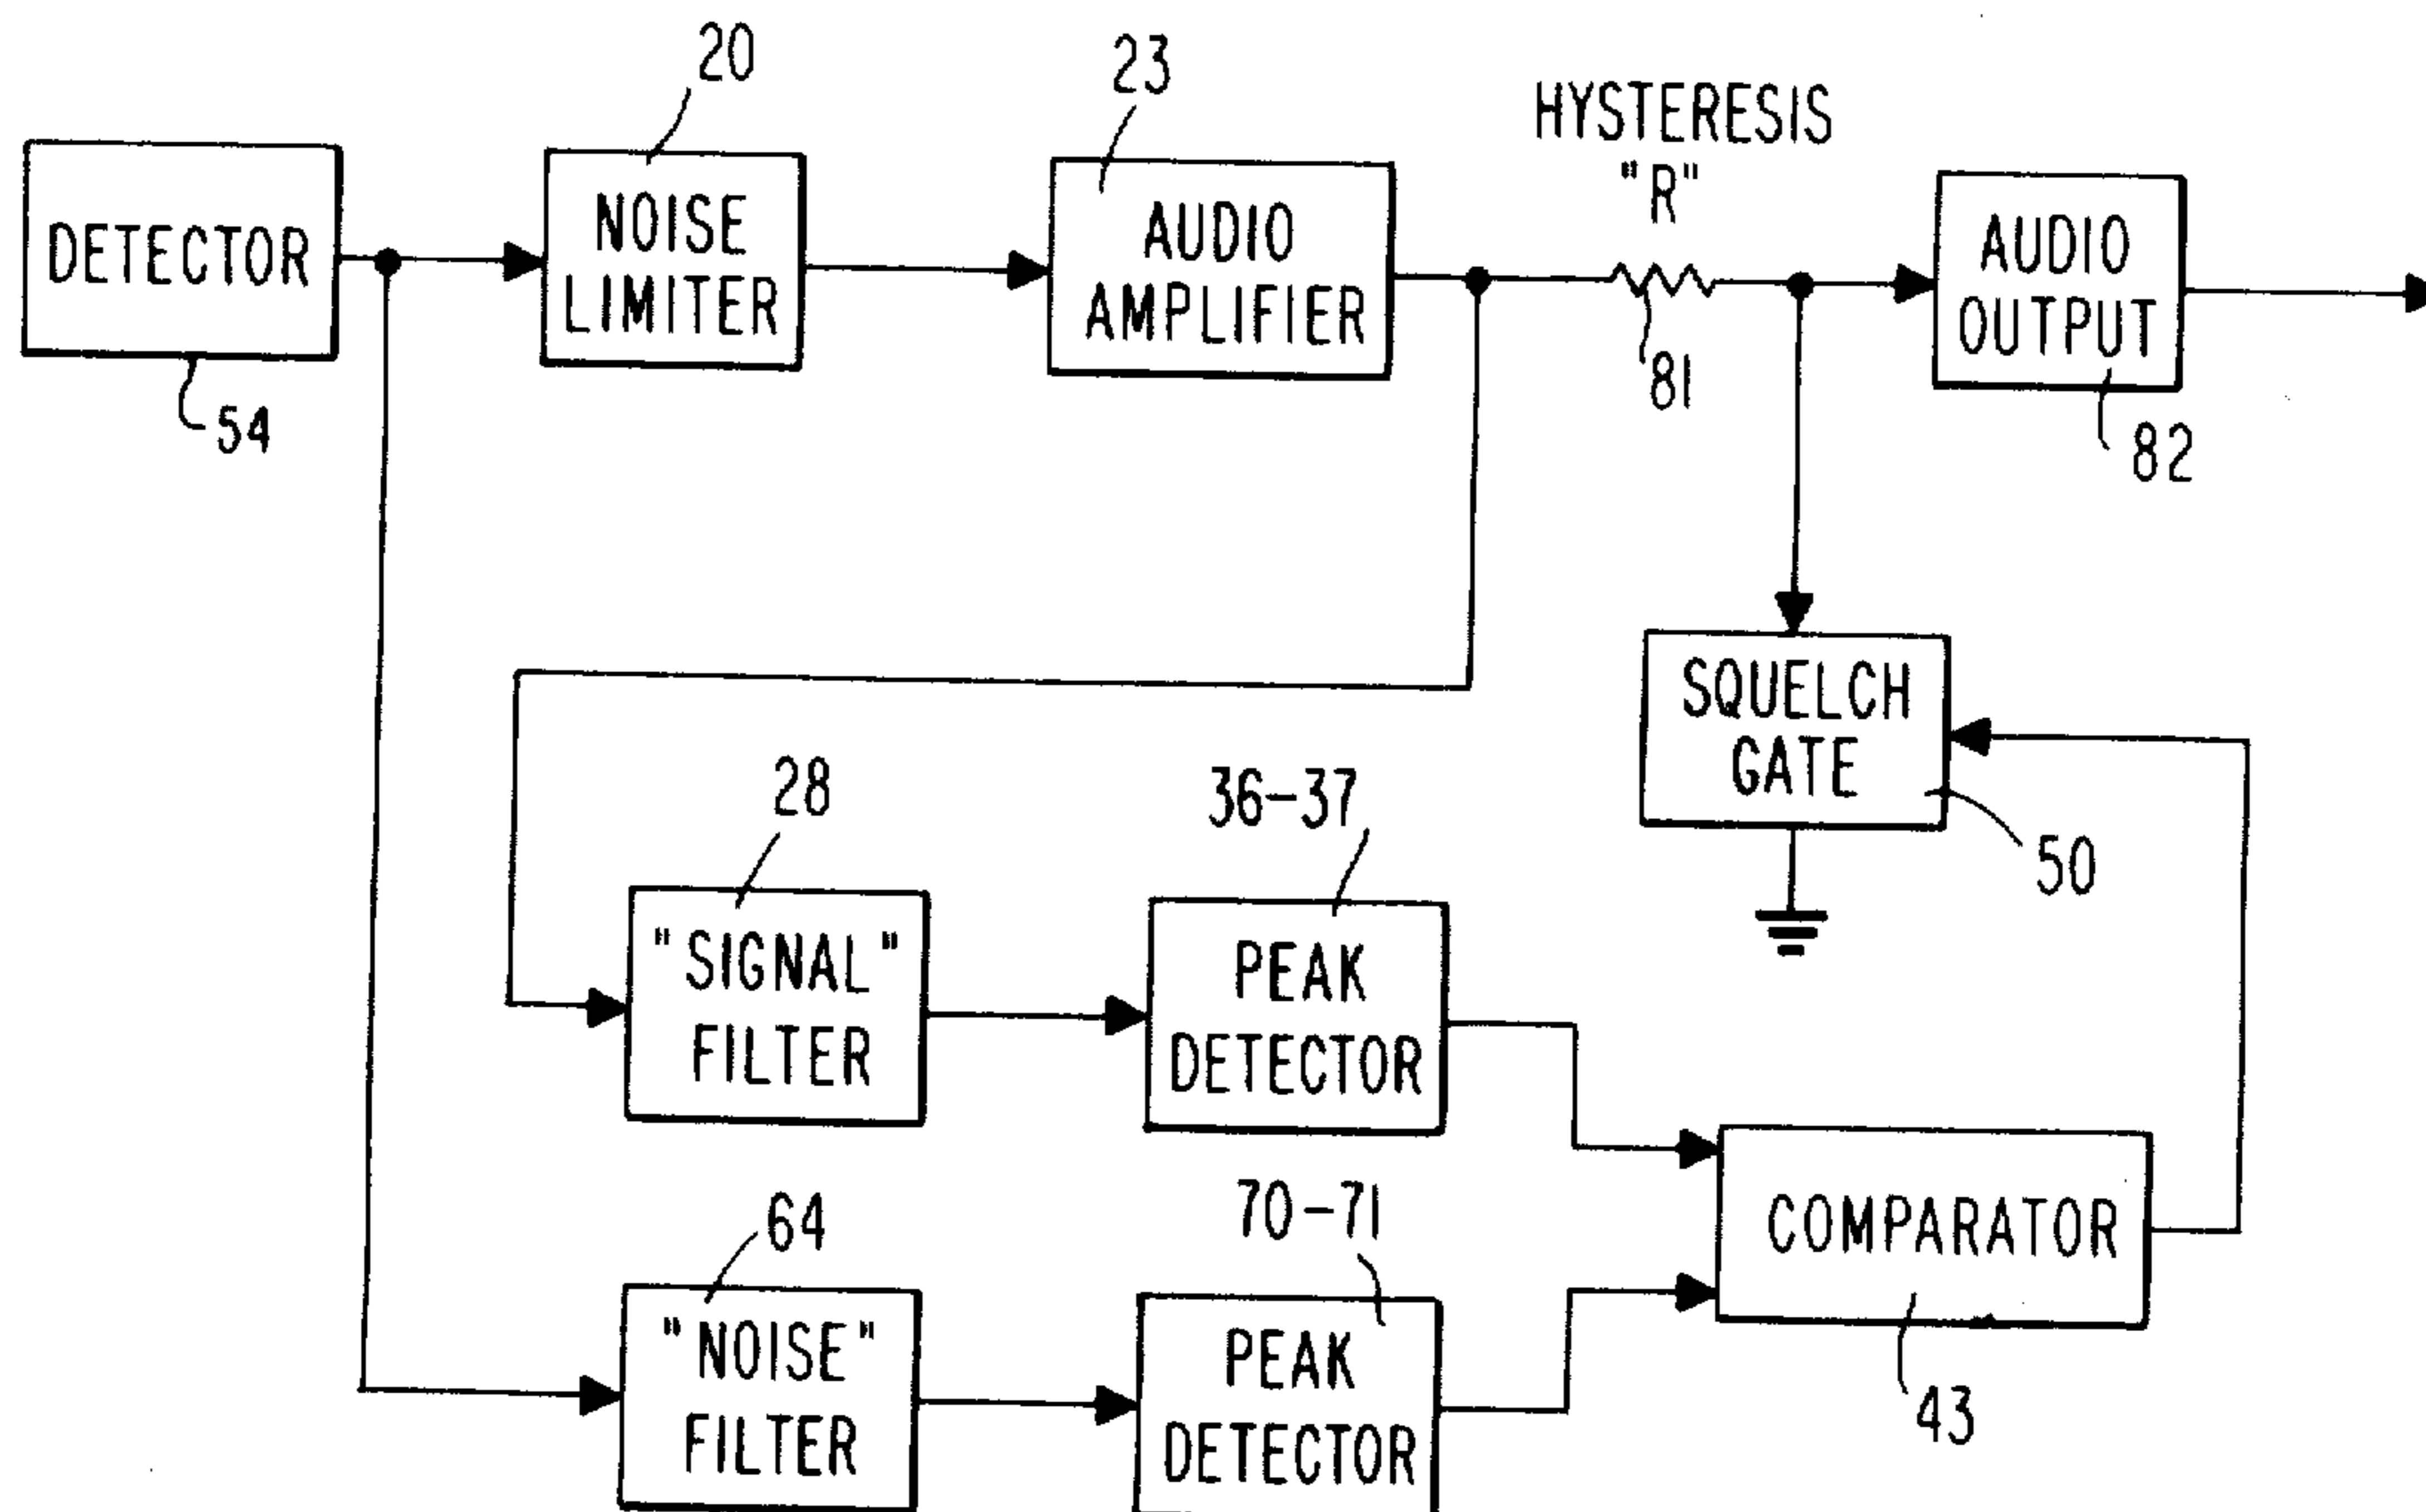 20
23
HYSTERESIS
"R"
DETECTOR
NOISE
LIMITER
AUDIO
AMPLIFIER
AUDIO
OUTPUT
54
81
82
SQUELCH
GATE
50
28
36-37
"SIGNAL"
FILTER
PEAK
DETECTOR
64
70-71
COMPARATOR
43
"NOISE"
FILTER
PEAK
DETECTOR